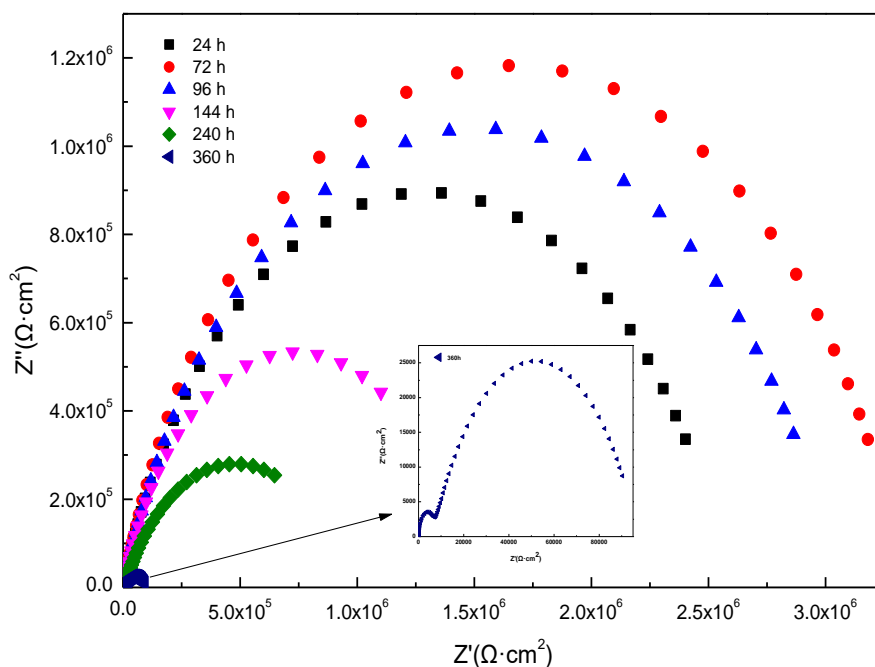 24 h
72 h
96 h
144 h
240 h
360 h
1.2x10⁶
1.0x10⁶
8.0x10⁵
6.0x10⁵
4.0x10⁵
2.0x10⁵
0.0
Z''(Ω·cm²)
0.0 5.0x10⁵ 1.0x10⁶ 1.5x10⁶ 2.0x10⁶ 2.5x10⁶ 3.0x10⁶
Z'(Ω·cm²)
360h
25000
20000
15000
10000
5000
0
Z''(Ω·cm²)
0 20000 40000 60000 80000
Z'(Ω·cm²)